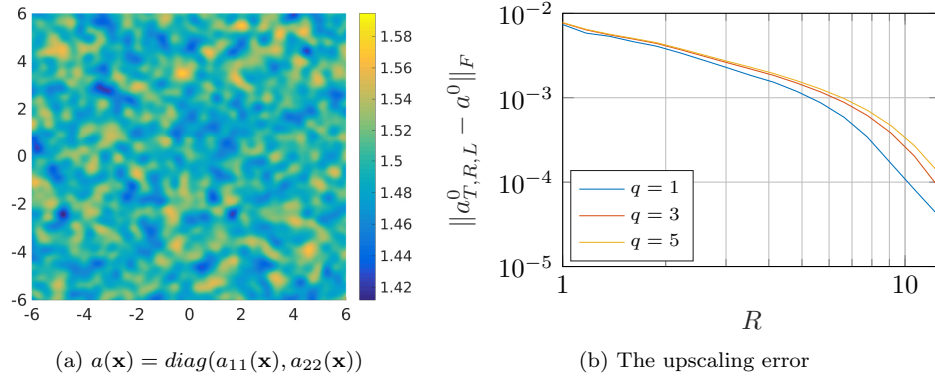 6
4
2
0
-2
-4
-6
-6 -4 -2 0 2 4 6
1.58
1.56
1.54
1.52
1.5
1.48
1.46
1.44
1.42
(a) a(x) = diag(a₁₁(x), a₂₂(x))
||a⁰_{T,R,L} − a⁰||_F
10⁻²
10⁻³
10⁻⁴
10⁻⁵
q = 1
q = 3
q = 5
1 10
R
(b) The upscaling error